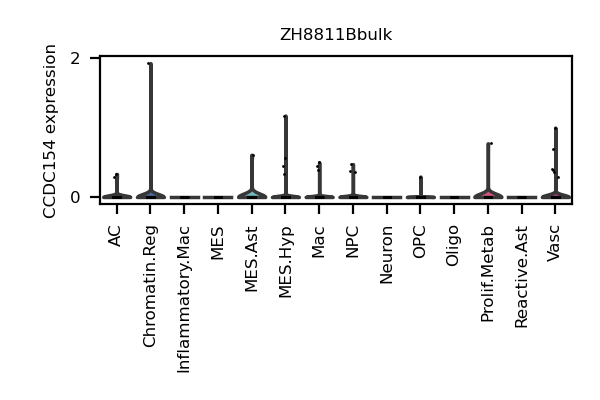 ZH8811Bbulk
CCDC154 expression
2
0
AC
Chromatin.Reg
Inflammatory.Mac
MES
MES.Ast
MES.Hyp
Mac
NPC
Neuron
OPC
Oligo
Prolif.Metab
Reactive.Ast
Vasc